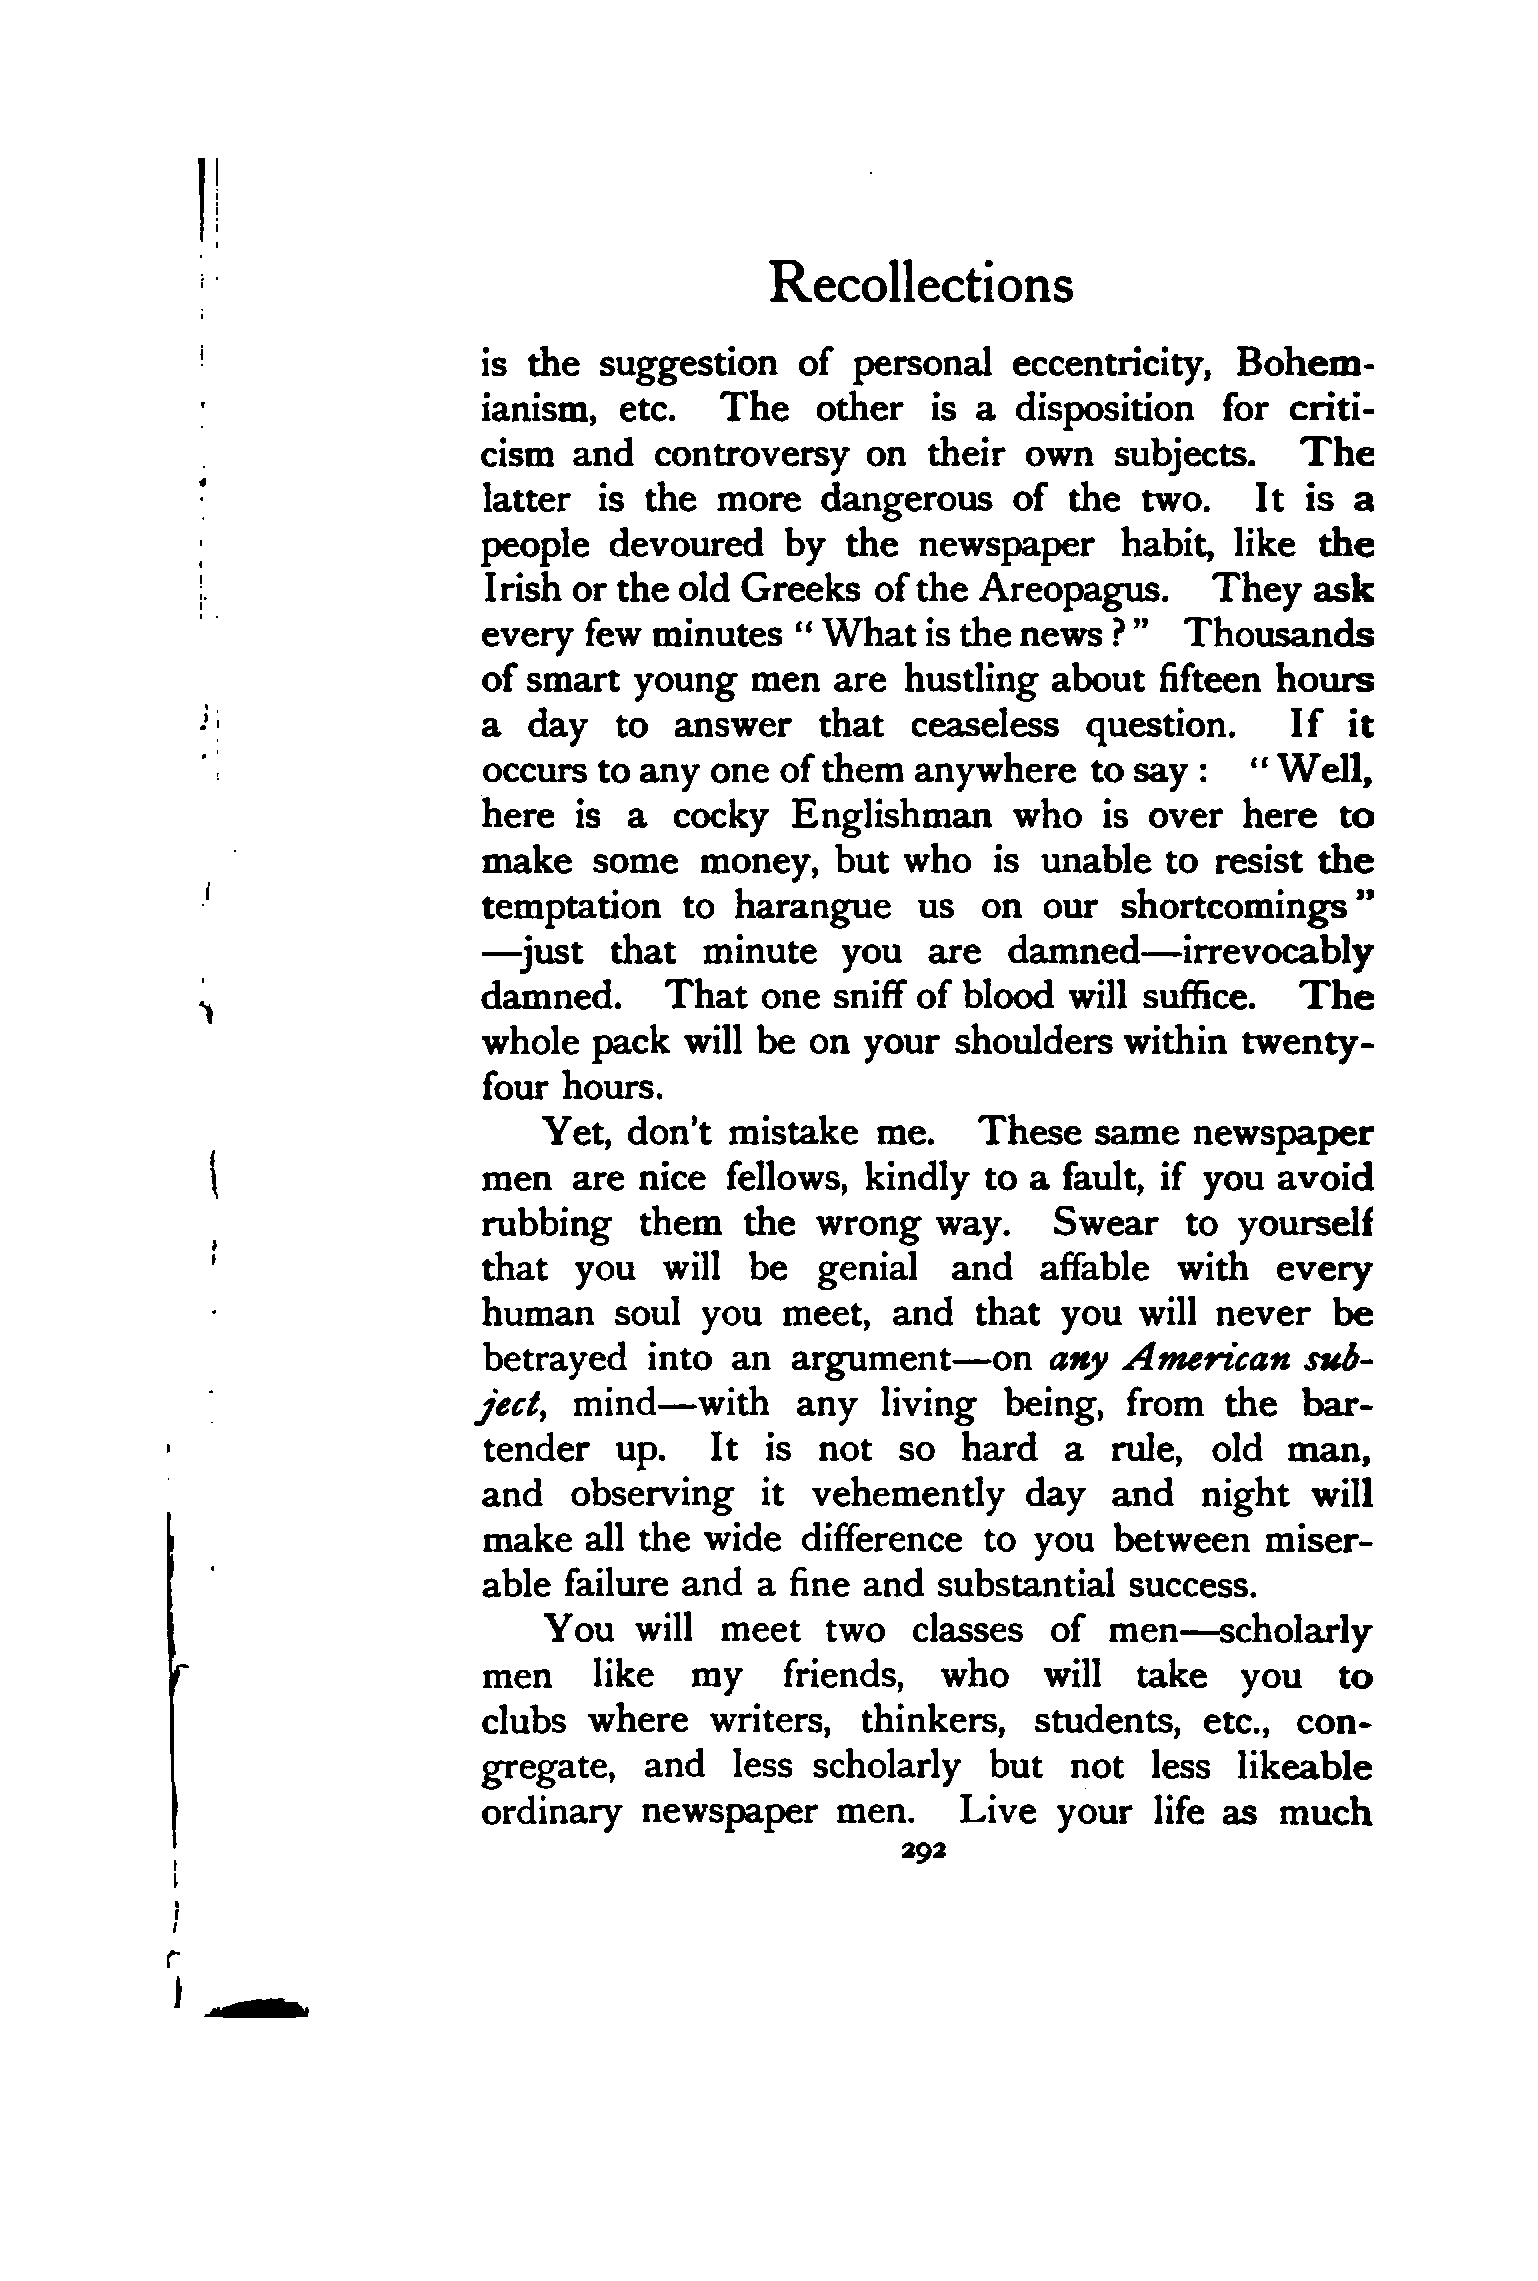 Recollections
is the suggestion of personal eccentricity, Bohem-
ianism, etc. The other is a disposition for criti-
cism and controversy on their own subjects. The
latter is the more dangerous of the two. It is a
people devoured by the newspaper habit, like the
Irish or the old Greeks of the Areopagus. They ask
every few minutes “ What is the news ? ” Thousands
of smart young men are hustling about fifteen hours
a day to answer that ceaseless question. If it
occurs to any one of them anywhere to say : “ Well,
here is a cocky Englishman who is over here to
make some money, but who is unable to resist the
temptation to harangue us on our shortcomings ”
—just that minute you are damned—irrevocably
damned. That one sniff of blood will suffice. The
whole pack will be on your shoulders within twenty-
four hours.
Yet, don't mistake me. These same newspaper
men are nice fellows, kindly to a fault, if you avoid
rubbing them the wrong way. Swear to yourself
that you will be genial and affable with every
human soul you meet, and that you will never be
betrayed into an argument—on any American sub-
ject, mind—with any living being, from the bar-
tender up. It is not so hard a rule, old man,
and observing it vehemently day and night will
make all the wide difference to you between miser-
able failure and a fine and substantial success.
You will meet two classes of men—scholarly
men like my friends, who will take you to
clubs where writers, thinkers, students, etc., con-
gregate, and less scholarly but not less likeable
ordinary newspaper men. Live your life as much
292